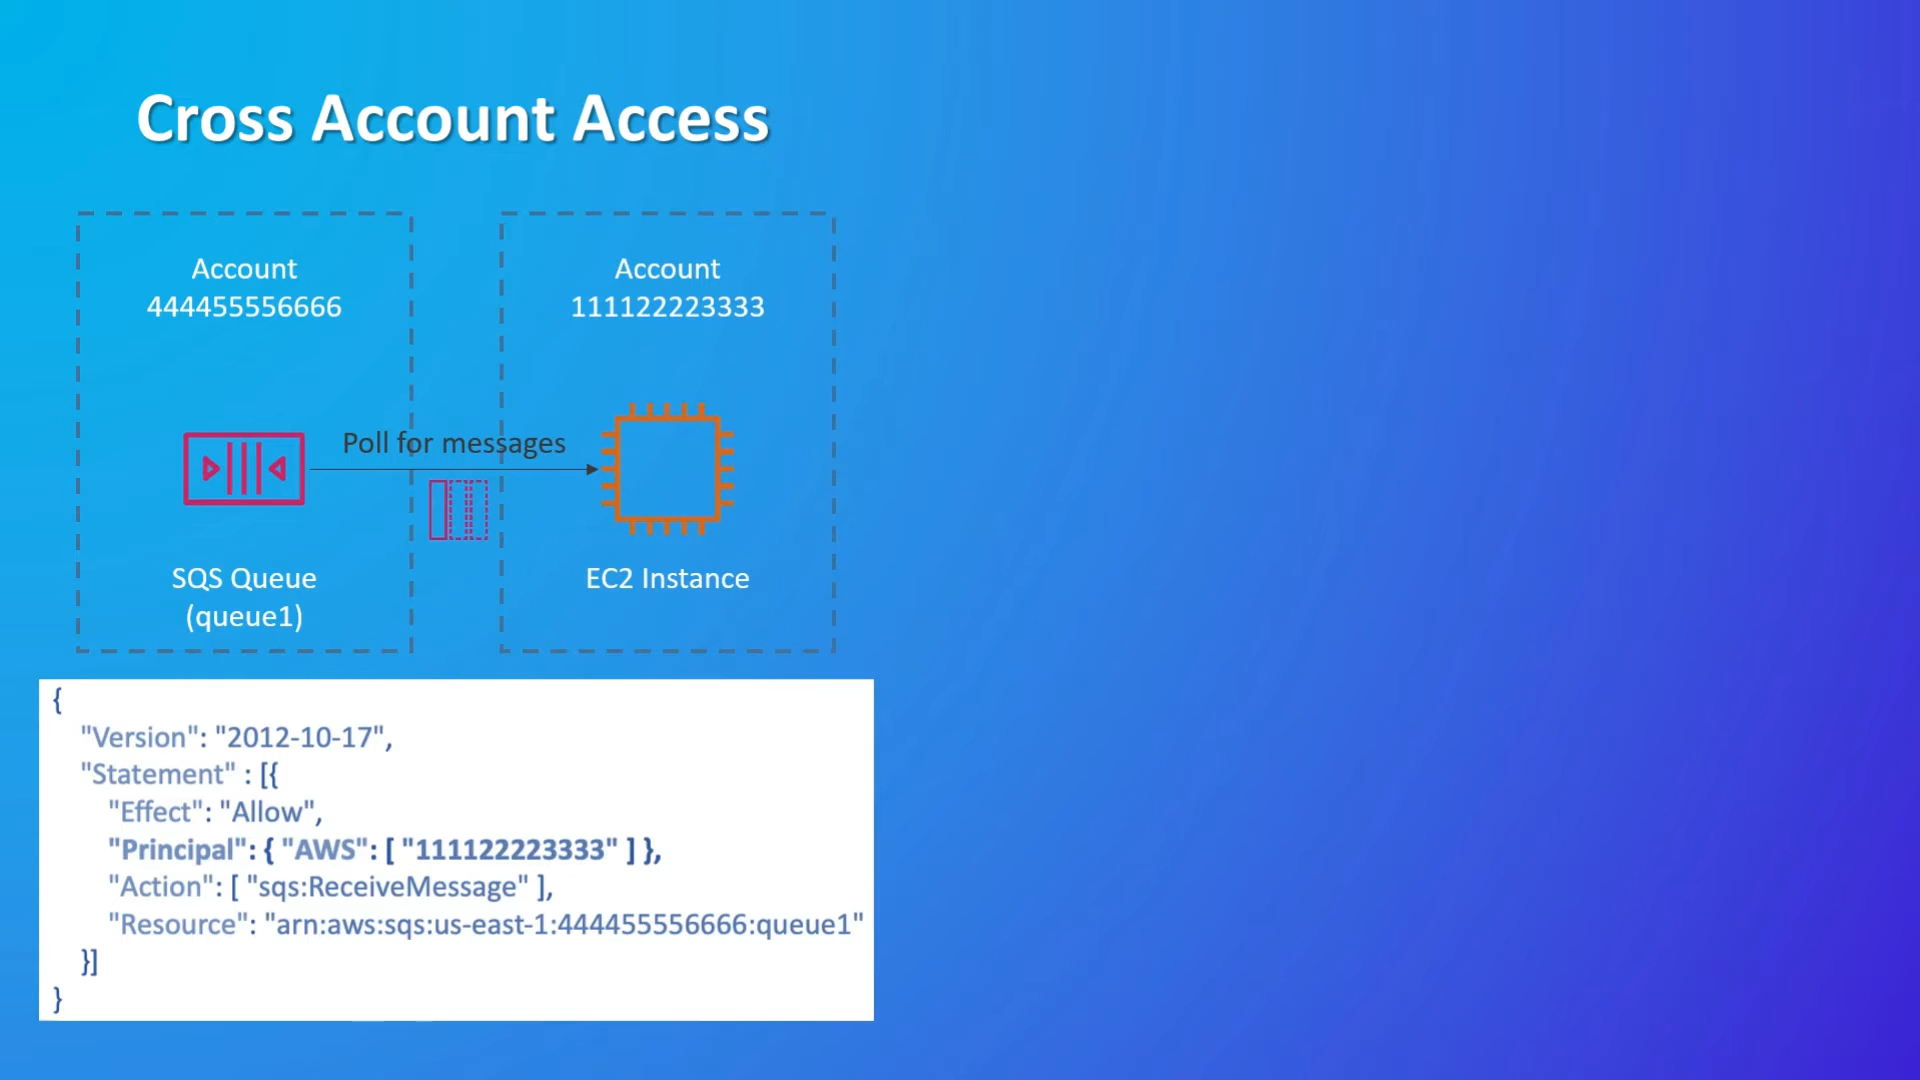 Cross Account Access
Account
444455556666
Account
111122223333
Poll for messages
SQS Queue
(queue1)
EC2 Instance
{
"Version": "2012-10-17",
"Statement" : [{
"Effect": "Allow",
"Principal": { "AWS": [ "111122223333" ] },
"Action": [ "sqs:ReceiveMessage" ],
"Resource": "arn:aws:sqs:us-east-1:444455556666:queue1"
}]
}